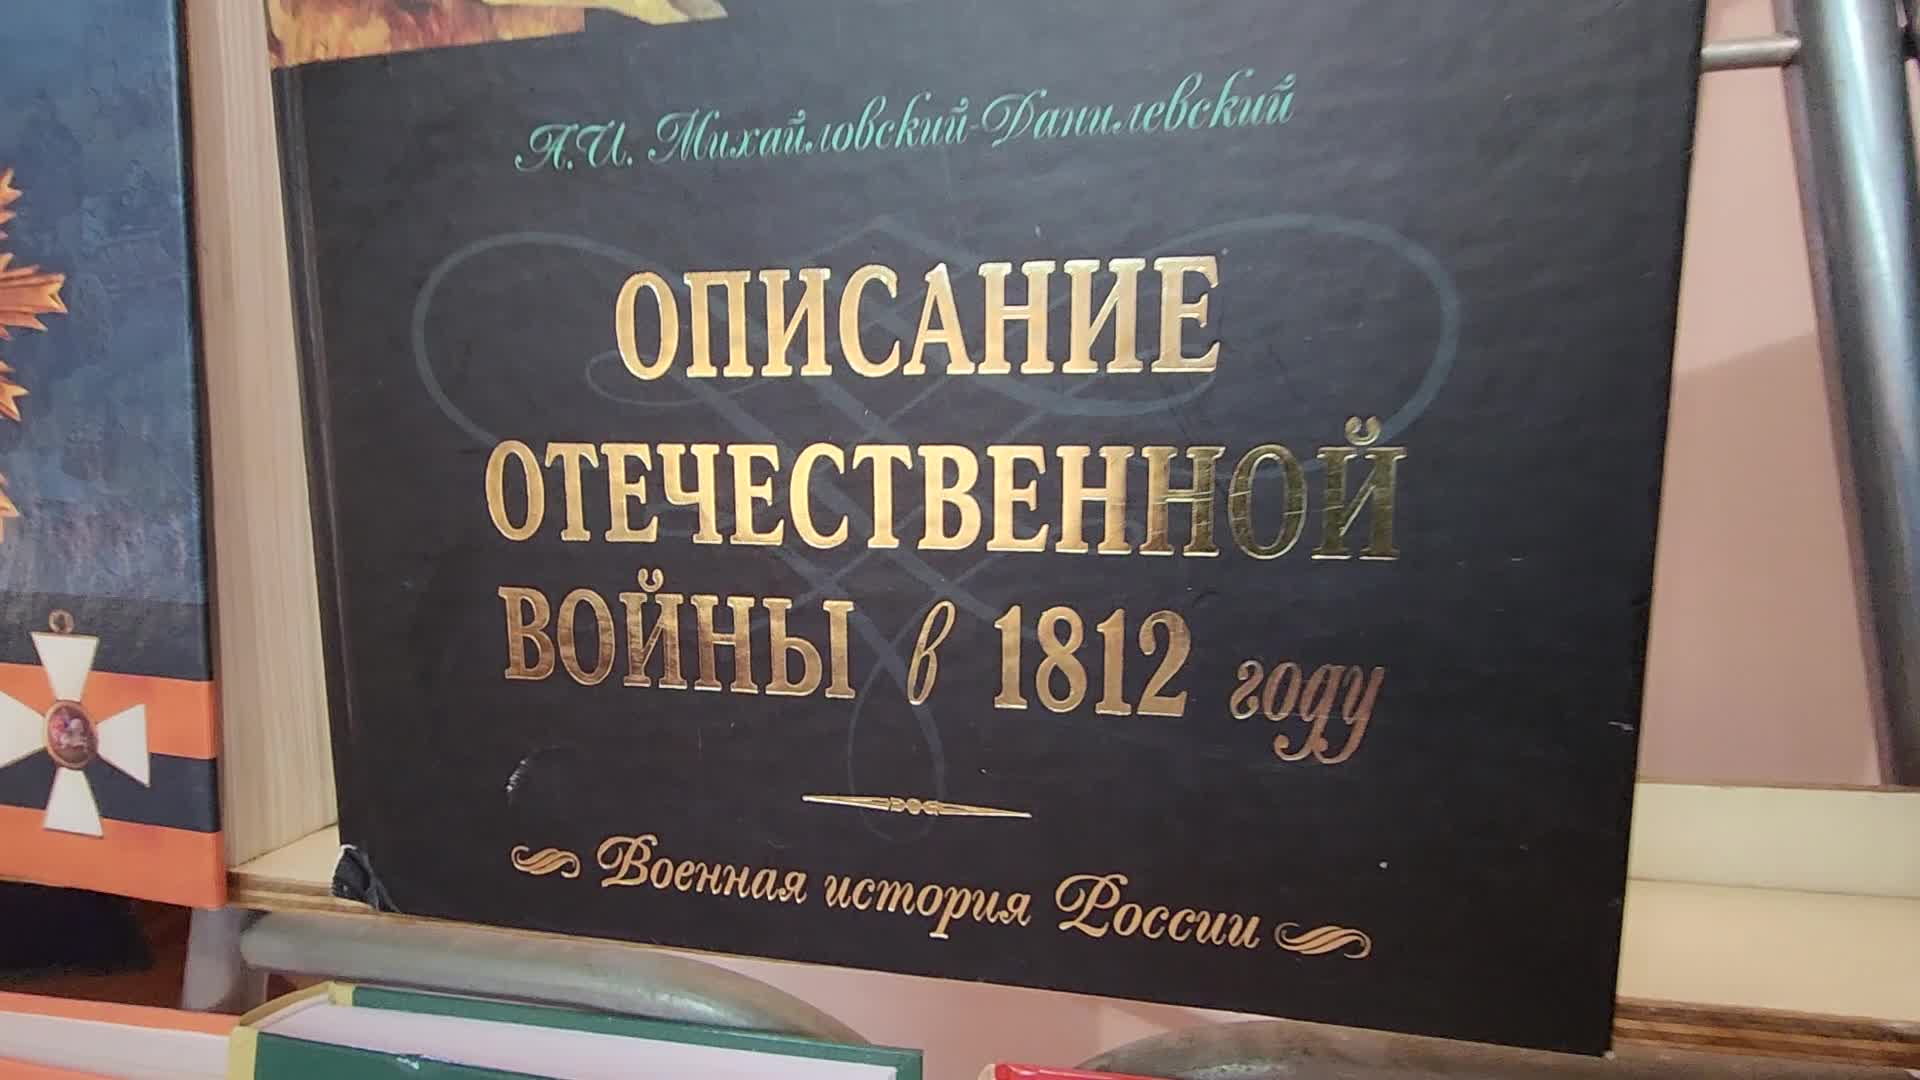 А.И. Михайловский-Данилевский
ОПИСАНИЕ
ОТЕЧЕСТВЕННОЙ
ВОЙНЫ в 1812 году
Военная история России